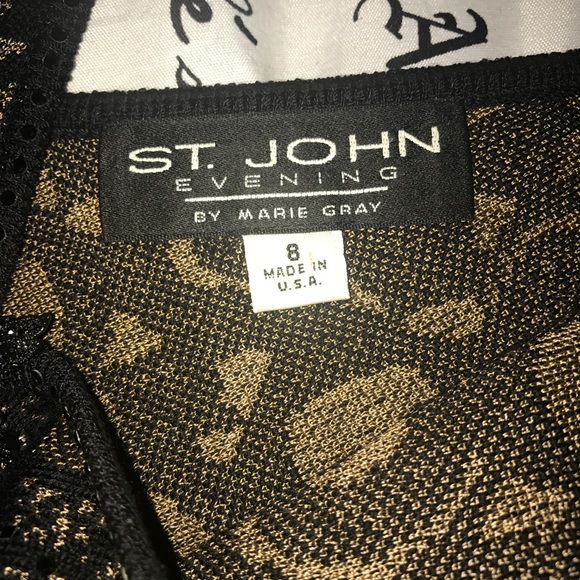 ST. JOHN
EVENING
BY MARIE GRAY
8
MADE IN
U.S.A.